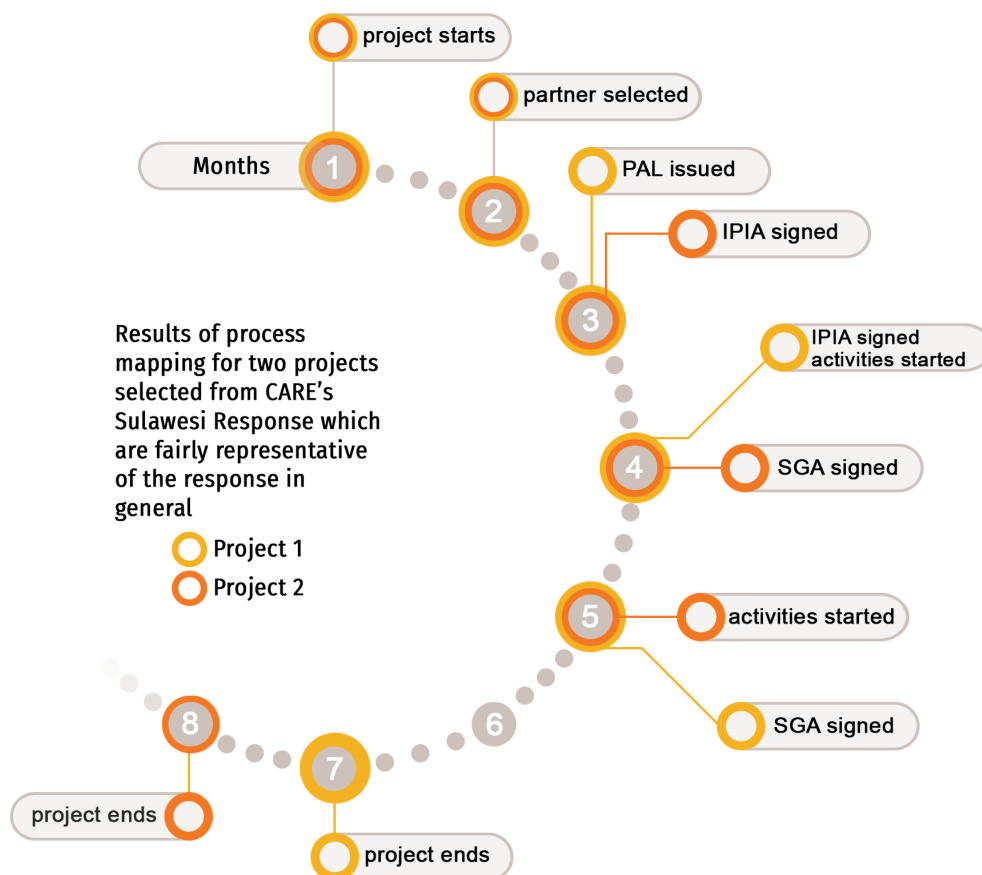 project starts
partner selected
Months
1
2
PAL issued
IPIA signed
3
Results of process
mapping for two projects
selected from CARE's
Sulawesi Response which
are fairly representative
of the response in
general
Project 1
Project 2
IPIA signed
activities started
4
SGA signed
5
activities started
SGA signed
6
7
8
project ends
project ends